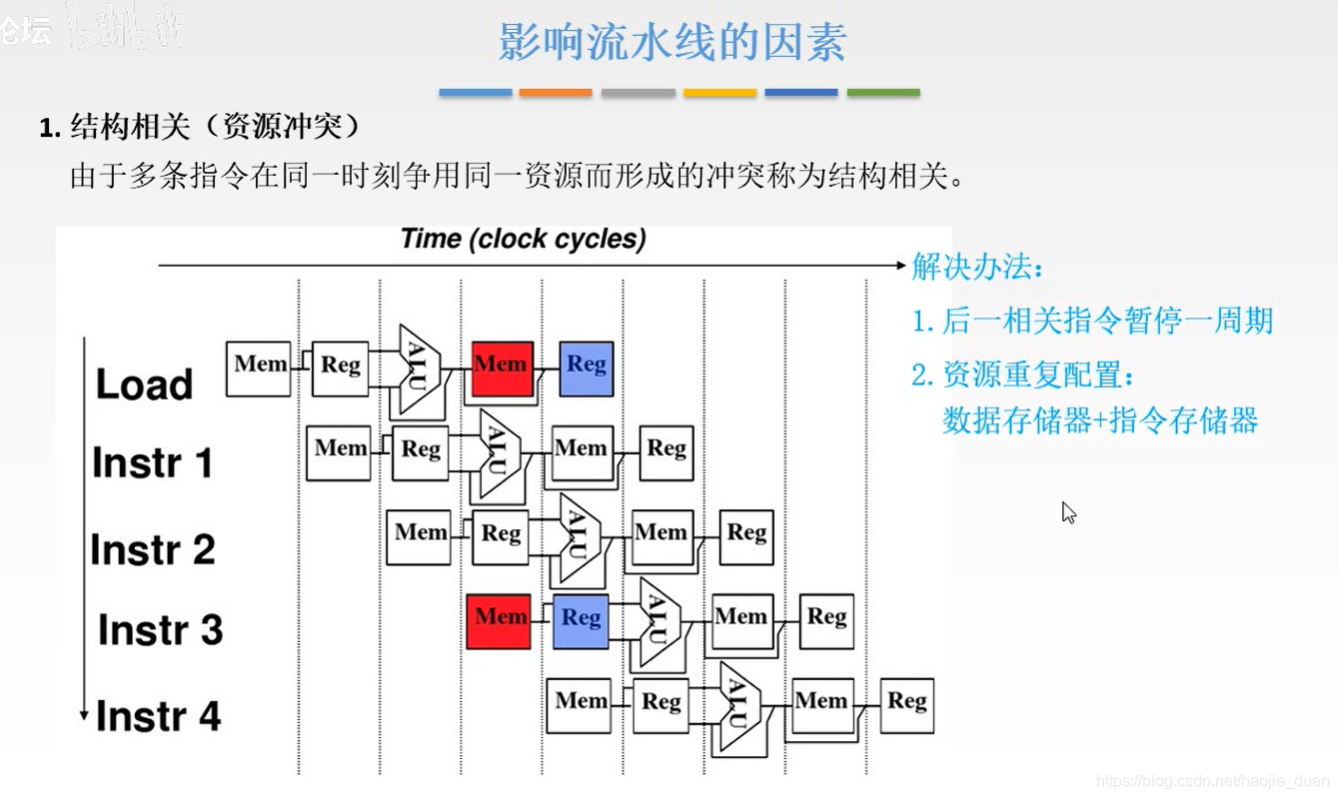 论坛 bilibili
影响流水线的因素
1. 结构相关（资源冲突）
由于多条指令在同一时刻争用同一资源而形成的冲突称为结构相关。
Time (clock cycles)
解决办法：
1. 后一相关指令暂停一周期
2. 资源重复配置：
数据存储器+指令存储器
Load Mem Reg ALU Mem Reg
Instr 1 Mem Reg ALU Mem Reg
Instr 2 Mem Reg ALU Mem Reg
Instr 3 Mem Reg ALU Mem Reg
Instr 4 Mem Reg ALU Mem Reg
https://blog.csdn.net/haojie_duan